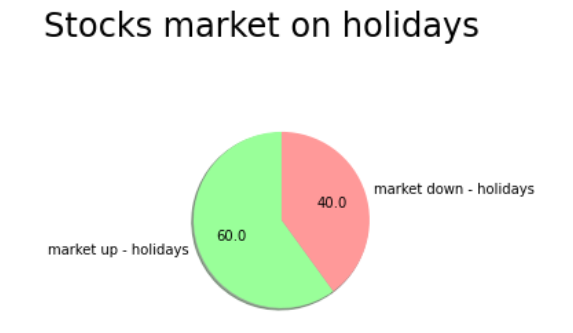 Stocks market on holidays
market down - holidays
40.0
60.0
market up - holidays